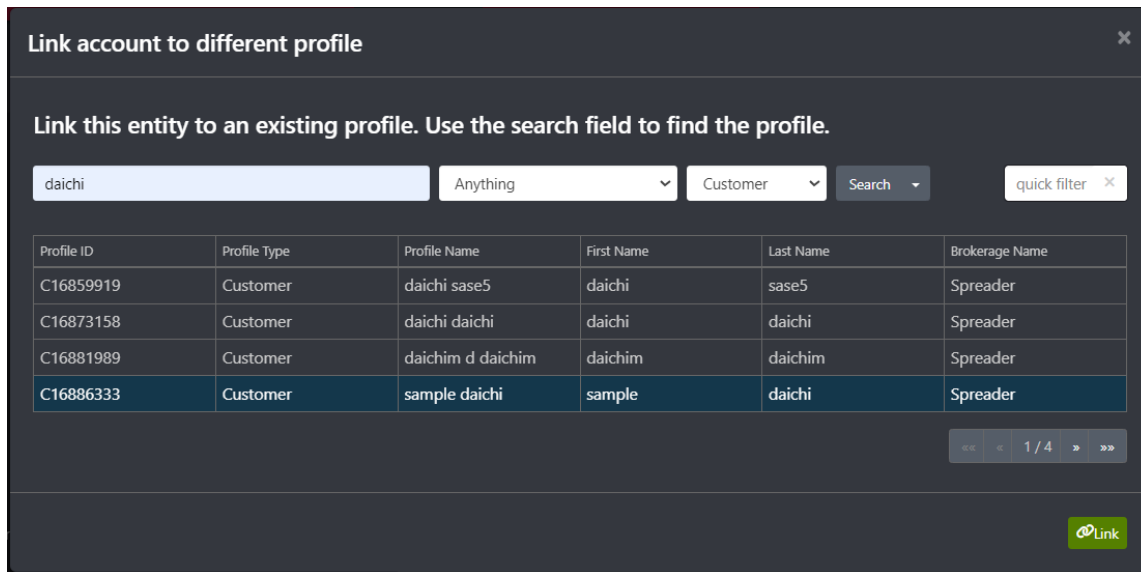 Link account to different profile ×
Link this entity to an existing profile. Use the search field to find the profile.
daichi Anything Customer Search quick filter ×
Profile ID Profile Type Profile Name First Name Last Name Brokerage Name
C16859919 Customer daichi sase5 daichi sase5 Spreader
C16873158 Customer daichi daichi daichi daichi Spreader
C16881989 Customer daichim d daichim daichim daichim Spreader
C16886333 Customer sample daichi sample daichi Spreader
«« « 1 / 4 » »»
Link